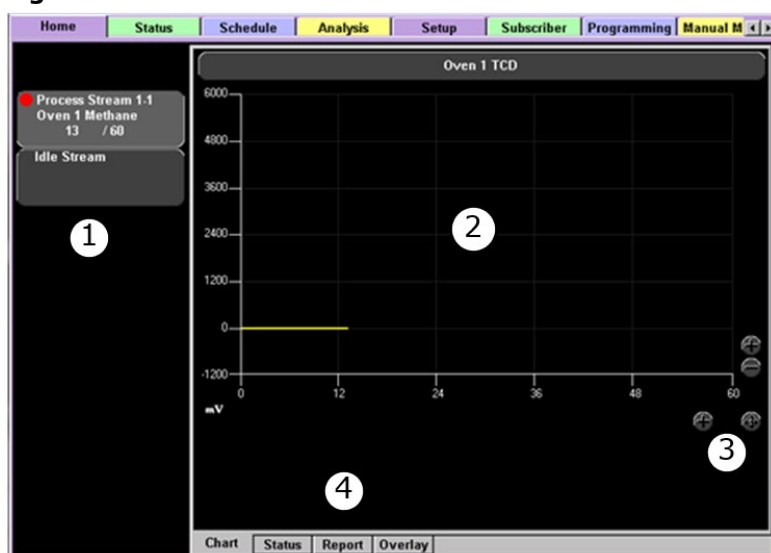 Home Status Schedule Analysis Setup Subscriber Programming Manual M
Process Stream 1-1
Oven 1 Methane
13 / 60
Idle Stream
1
Oven 1 TCD
6000
4800
3600
2400
1200
0
-1200
2
0 12 24 36 48 60
mV
3
4
Chart Status Report Overlay